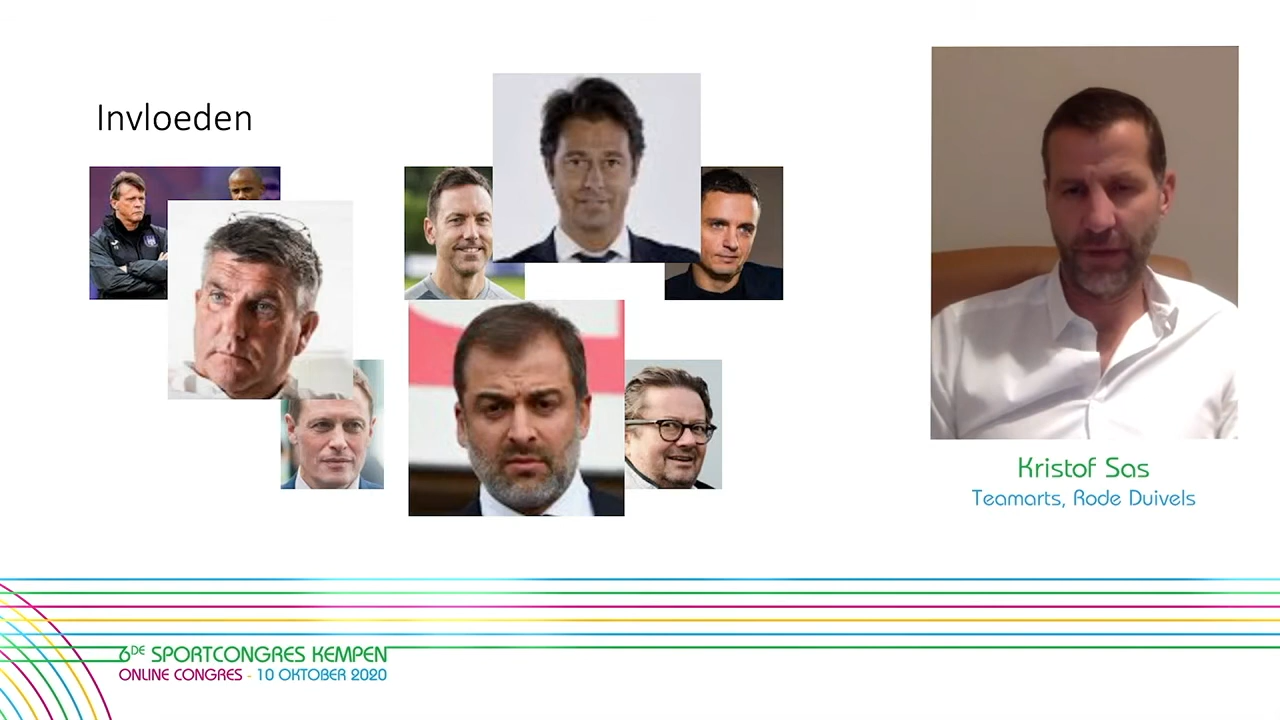 Invloeden
Kristof Sas
Teamarts, Rode Duivels
6DE SPORTCONGRES KEMPEN
ONLINE CONGRES - 10 OKTOBER 2020